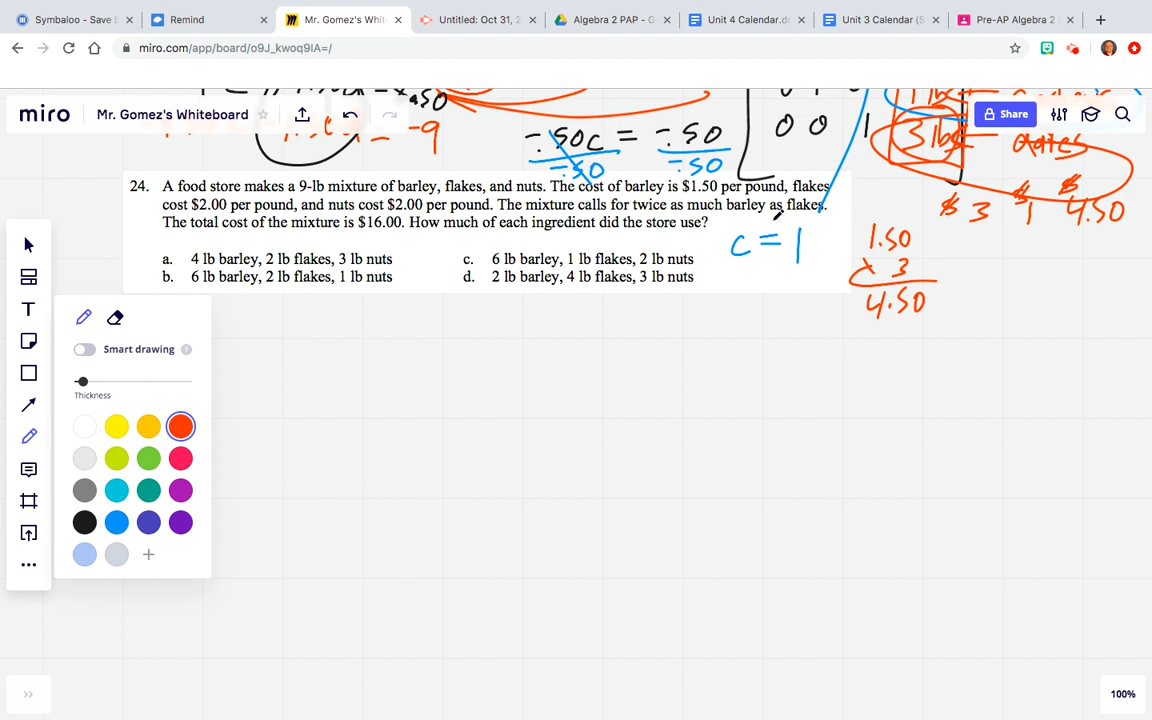 Symbaloo - Save b
Remind
Mr. Gomez's Whit
Untitled: Oct 31, 2
Algebra 2 PAP - G
Unit 4 Calendar.dc
Unit 3 Calendar (S
Pre-AP Algebra 2
miro.com/app/board/o9J_kwoq9IA=/
miro
Mr. Gomez's Whiteboard
Share
.50
= -9
-.50c = -.50
-.50 -.50
0 0 1
3 lbs = dates
$3 $1 $4.50
24. A food store makes a 9-lb mixture of barley, flakes, and nuts. The cost of barley is $1.50 per pound, flakes
cost $2.00 per pound, and nuts cost $2.00 per pound. The mixture calls for twice as much barley as flakes.
The total cost of the mixture is $16.00. How much of each ingredient did the store use?
a. 4 lb barley, 2 lb flakes, 3 lb nuts
c. 6 lb barley, 1 lb flakes, 2 lb nuts
b. 6 lb barley, 2 lb flakes, 1 lb nuts
d. 2 lb barley, 4 lb flakes, 3 lb nuts
c = 1
1.50
x 3
4.50
Smart drawing
Thickness
100%